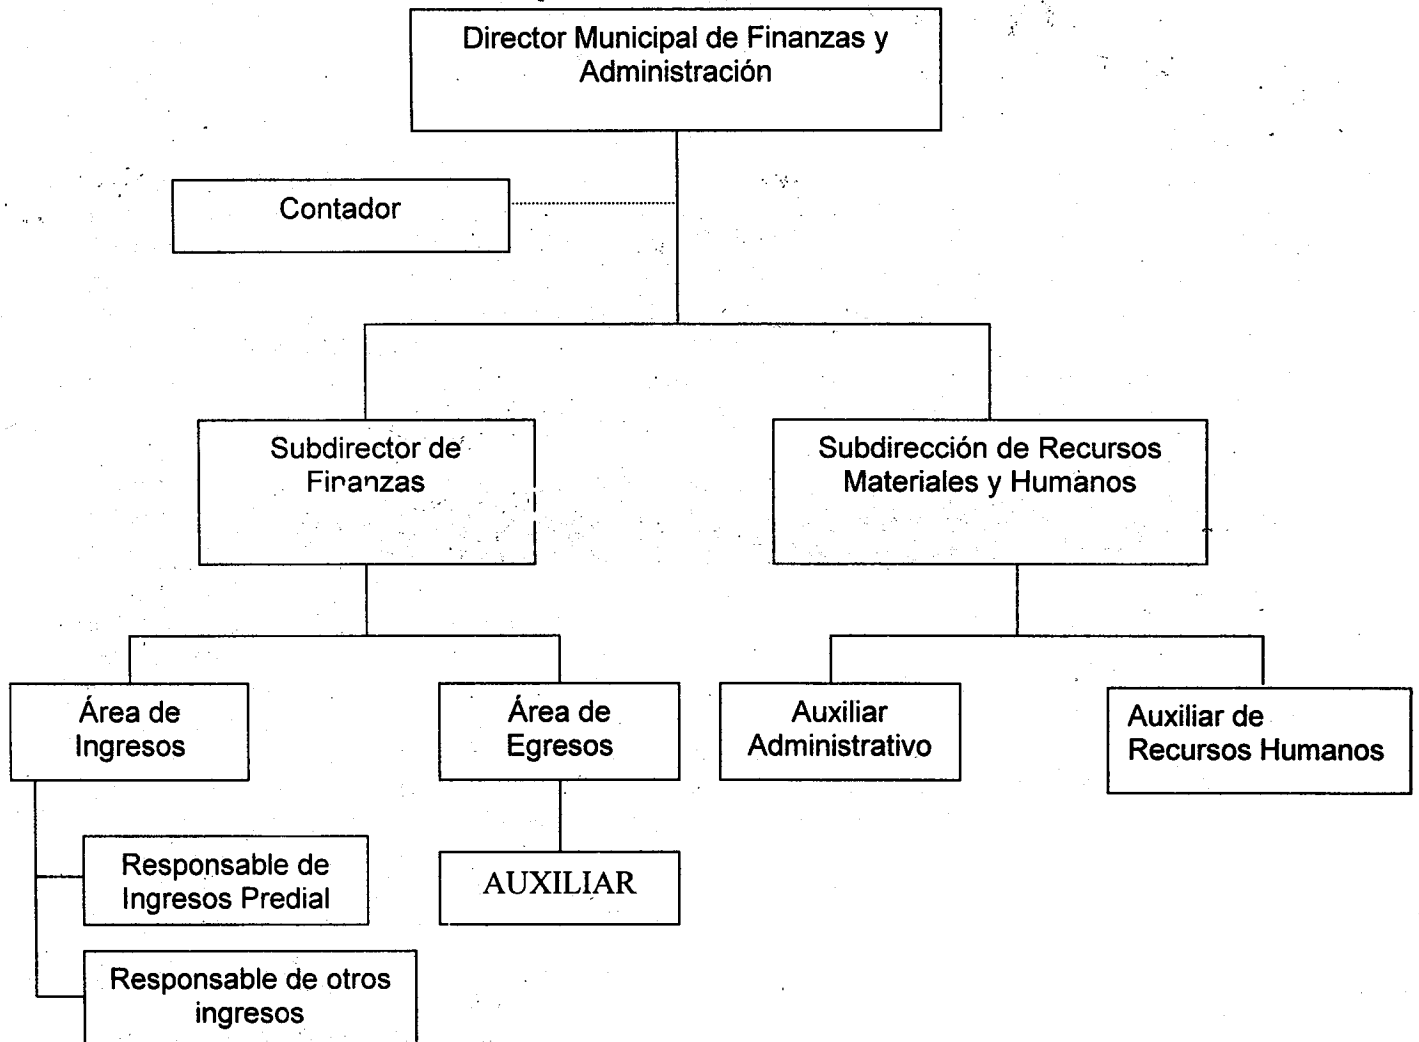 Director Municipal de Finanzas y
Administración
Contador
Subdirector de
Finanzas
Subdirección de Recursos
Materiales y Humanos
Área de
Ingresos
Área de
Egresos
Auxiliar
Administrativo
Auxiliar de
Recursos Humanos
Responsable de
Ingresos Predial
AUXILIAR
Responsable de otros
ingresos